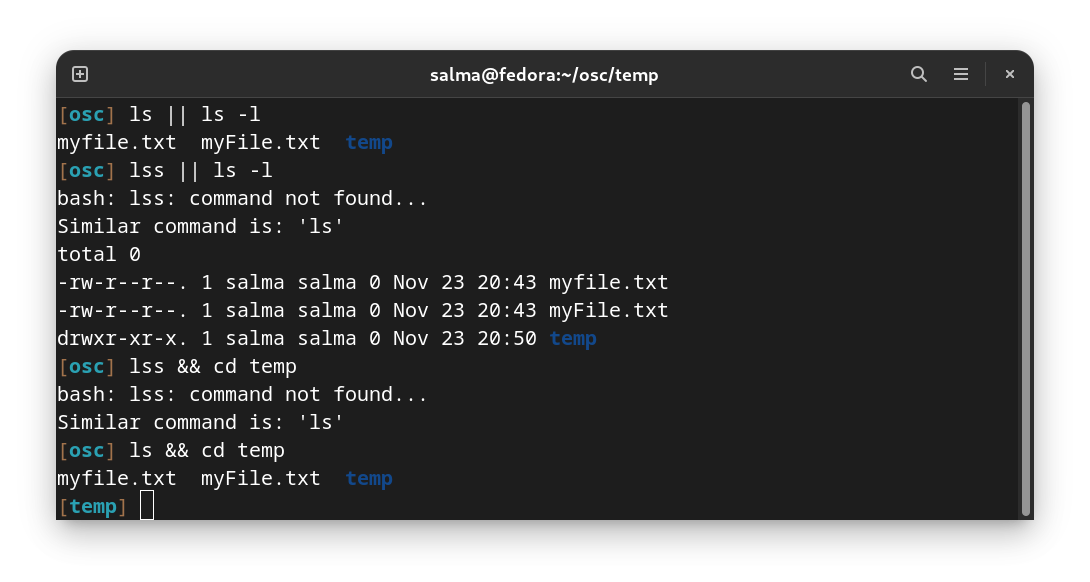 salma@fedora:~/osc/temp
[osc] ls || ls -l
myfile.txt  myFile.txt  temp
[osc] lss || ls -l
bash: lss: command not found...
Similar command is: 'ls'
total 0
-rw-r--r--. 1 salma salma 0 Nov 23 20:43 myfile.txt
-rw-r--r--. 1 salma salma 0 Nov 23 20:43 myFile.txt
drwxr-xr-x. 1 salma salma 0 Nov 23 20:50 temp
[osc] lss && cd temp
bash: lss: command not found...
Similar command is: 'ls'
[osc] ls && cd temp
myfile.txt  myFile.txt  temp
[temp]